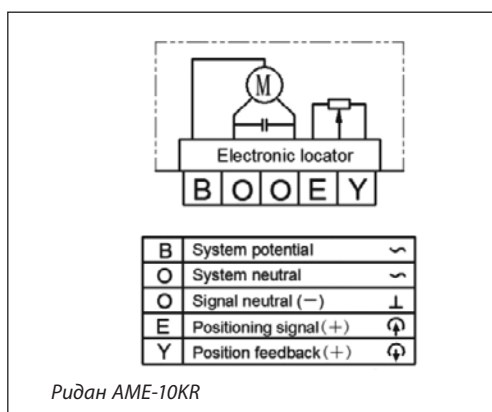 M
Electronic locator
B O O E Y
B System potential ∽
O System neutral ∽
O Signal neutral (−) ⊥
E Positioning signal (+)
Y Position feedback (+)
Ридан AME-10KR